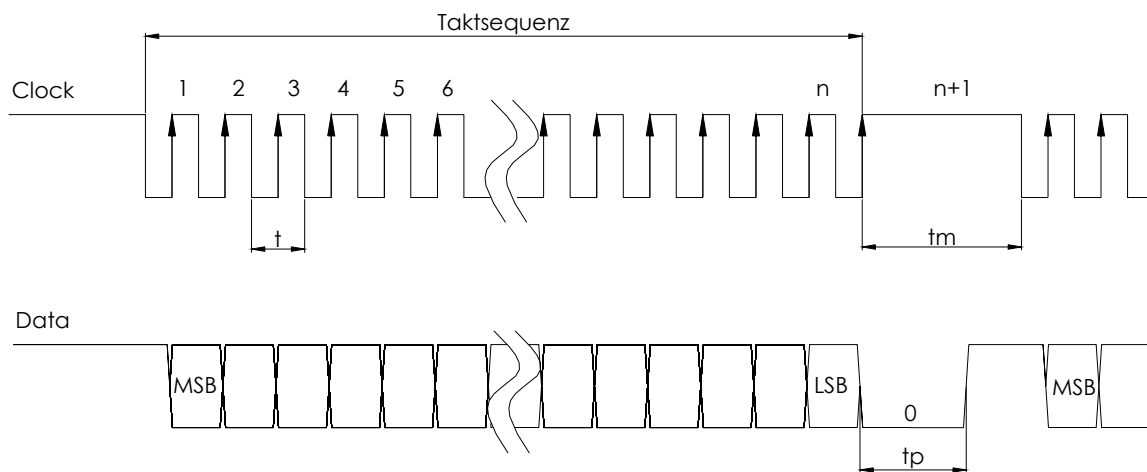 Taktsequenz
Clock 1 2 3 4 5 6 n n+1
t tm
Data
MSB LSB 0 MSB
tp